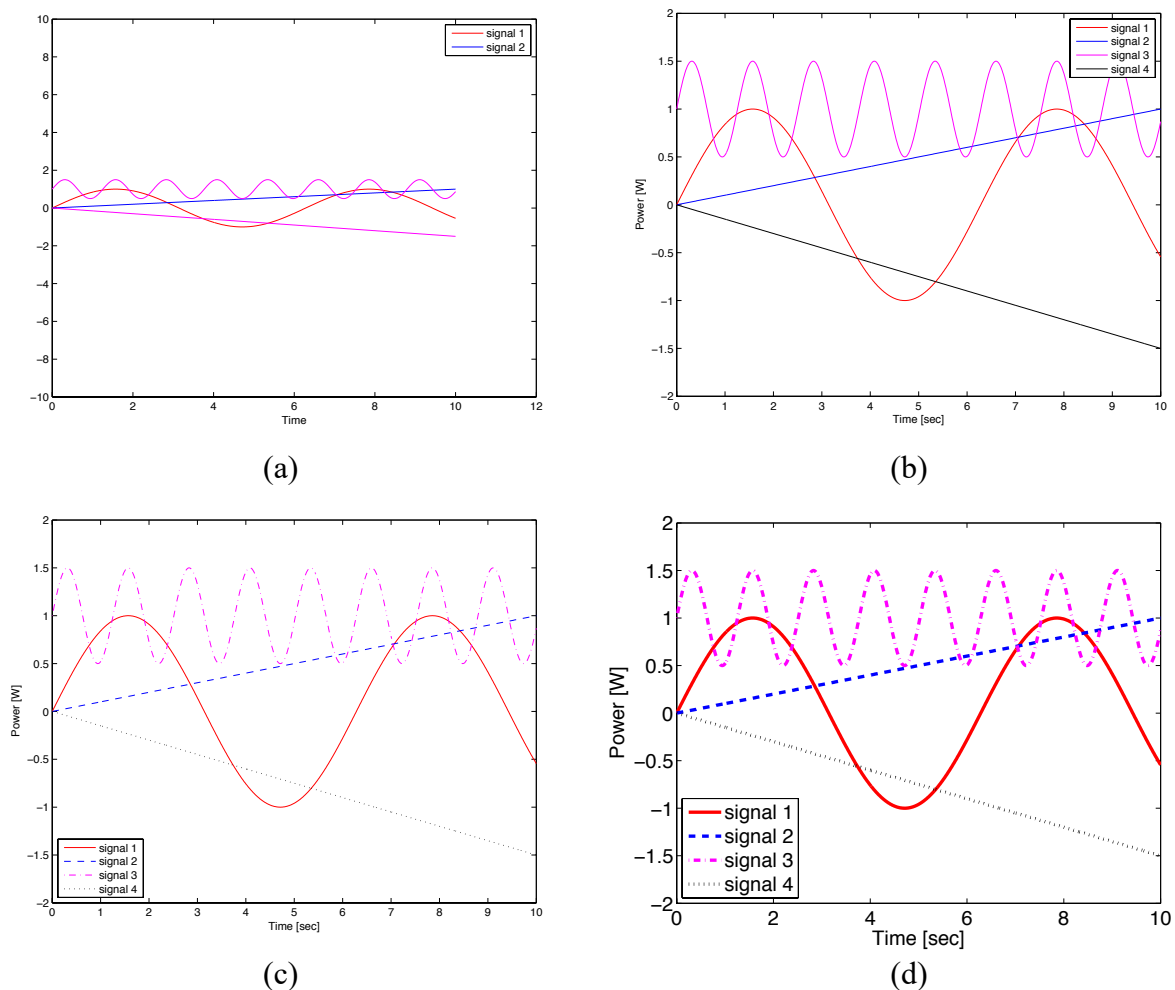 10
8
6
4
2
0
−2
−4
−6
−8
−10
0 2 4 6 8 10 12
Time
signal 1
signal 2
(a)
2
1.5
1
0.5
0
−0.5
−1
−1.5
−2
Power [W]
0 1 2 3 4 5 6 7 8 9 10
Time [sec]
signal 1
signal 2
signal 3
signal 4
(b)
2
1.5
1
0.5
0
−0.5
−1
−1.5
−2
Power [W]
0 1 2 3 4 5 6 7 8 9 10
Time [sec]
signal 1
signal 2
signal 3
signal 4
(c)
2
1.5
1
0.5
0
−0.5
−1
−1.5
−2
Power [W]
0 2 4 6 8 10
Time [sec]
signal 1
signal 2
signal 3
signal 4
(d)